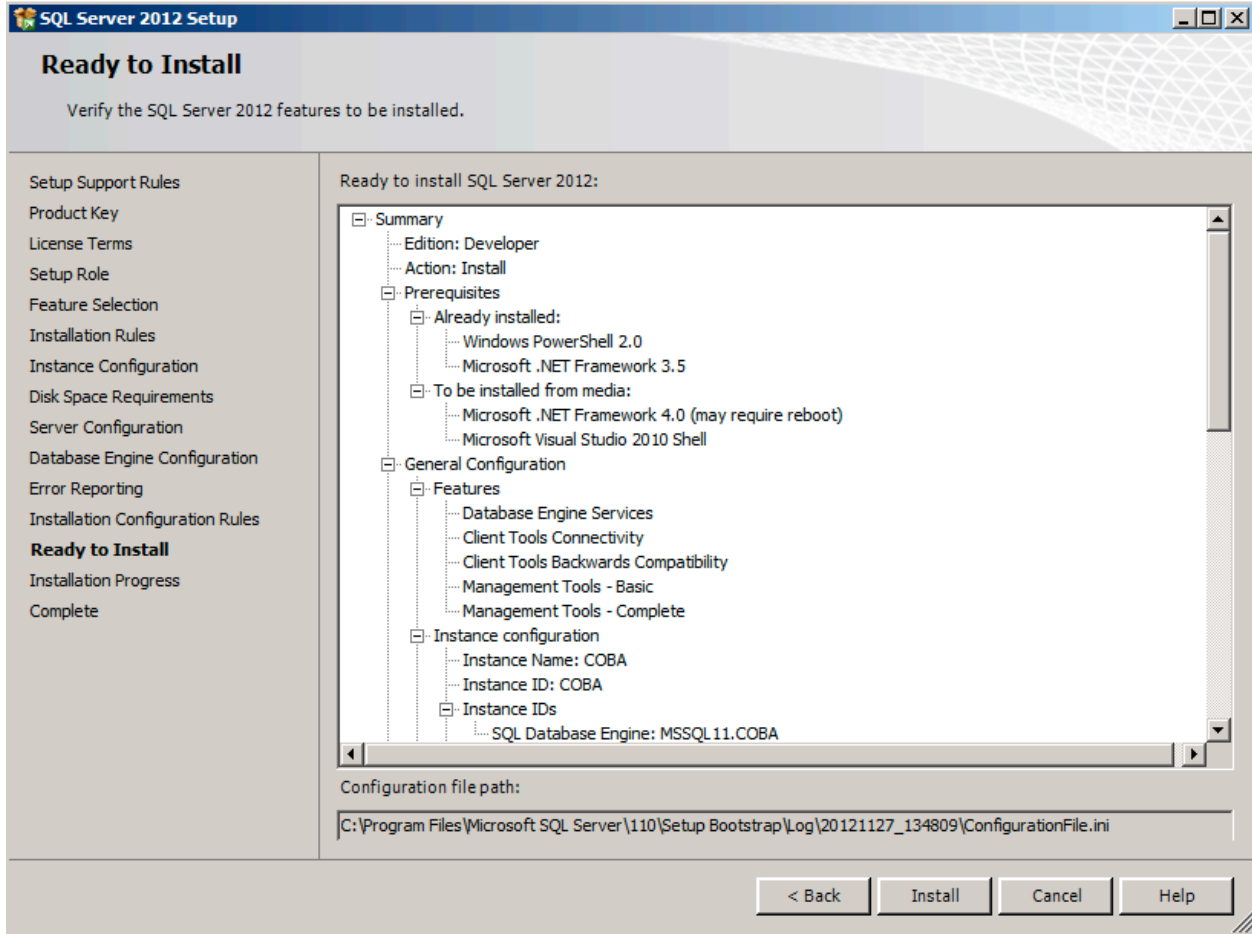 SQL Server 2012 Setup
Ready to Install
Verify the SQL Server 2012 features to be installed.
Setup Support Rules
Product Key
License Terms
Setup Role
Feature Selection
Installation Rules
Instance Configuration
Disk Space Requirements
Server Configuration
Database Engine Configuration
Error Reporting
Installation Configuration Rules
Ready to Install
Installation Progress
Complete
Ready to install SQL Server 2012:
Summary
Edition: Developer
Action: Install
Prerequisites
Already installed:
Windows PowerShell 2.0
Microsoft .NET Framework 3.5
To be installed from media:
Microsoft .NET Framework 4.0 (may require reboot)
Microsoft Visual Studio 2010 Shell
General Configuration
Features
Database Engine Services
Client Tools Connectivity
Client Tools Backwards Compatibility
Management Tools - Basic
Management Tools - Complete
Instance configuration
Instance Name: COBA
Instance ID: COBA
Instance IDs
SQL Database Engine: MSSQL11.COBA
Configuration file path:
C:\Program Files\Microsoft SQL Server\110\Setup Bootstrap\Log\20121127_134809\ConfigurationFile.ini
< Back
Install
Cancel
Help